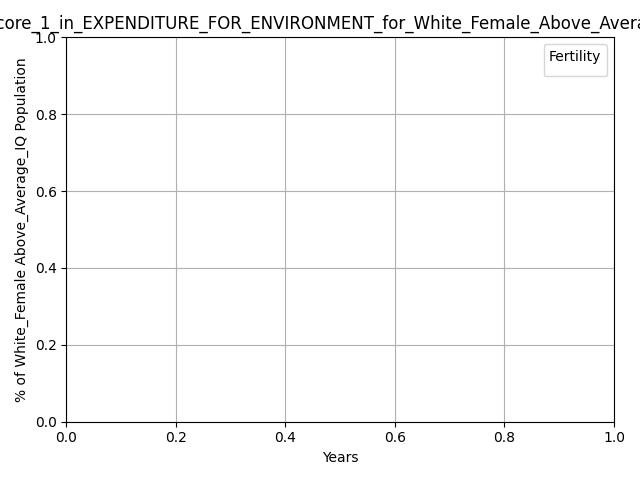 core_1_in_EXPENDITURE_FOR_ENVIRONMENT_for_White_Female_Above_Avera
Fertility
% of White_Female Above_Average_IQ Population
1.0
0.8
0.6
0.4
0.2
0.0
0.0 0.2 0.4 0.6 0.8 1.0
Years